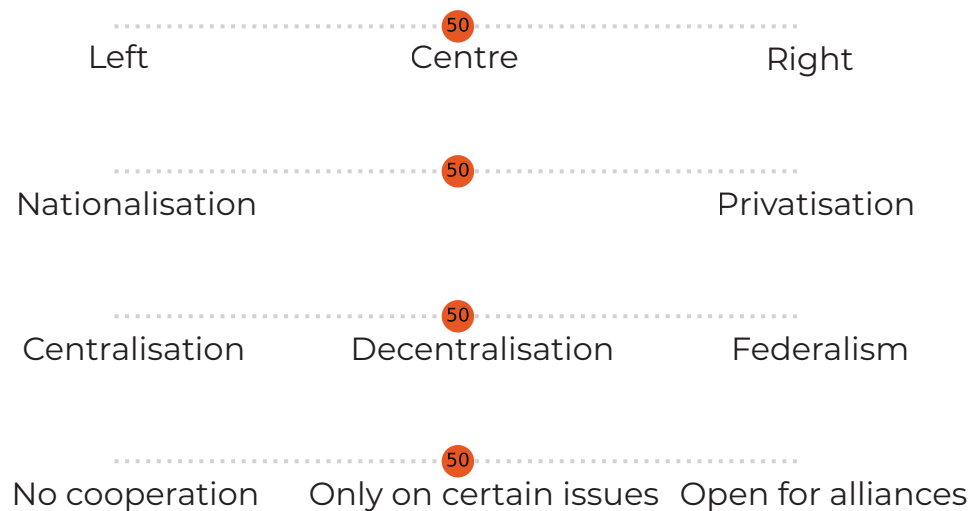 50
Left Centre Right
50
Nationalisation Privatisation
50
Centralisation Decentralisation Federalism
50
No cooperation Only on certain issues Open for alliances